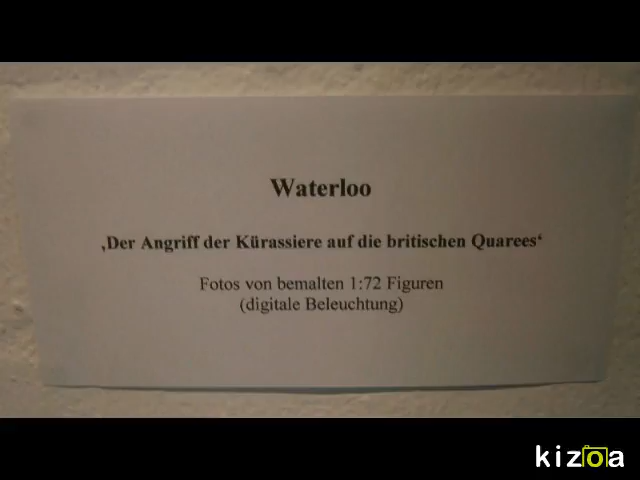 Waterloo
‚Der Angriff der Kürassiere auf die britischen Quarees‘
Fotos von bemalten 1:72 Figuren
(digitale Beleuchtung)
kizoa